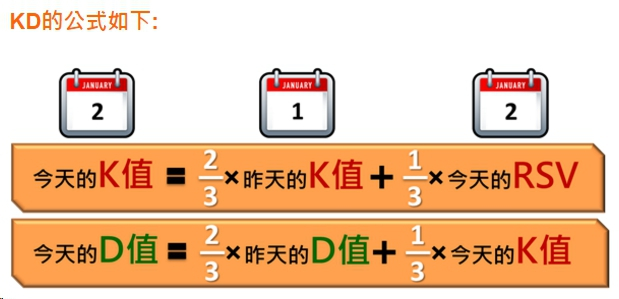 KD的公式如下:
JANUARY JANUARY JANUARY
2 1 2
今天的K值 = 2/3 × 昨天的K值 + 1/3 × 今天的RSV
今天的D值 = 2/3 × 昨天的D值 + 1/3 × 今天的K值